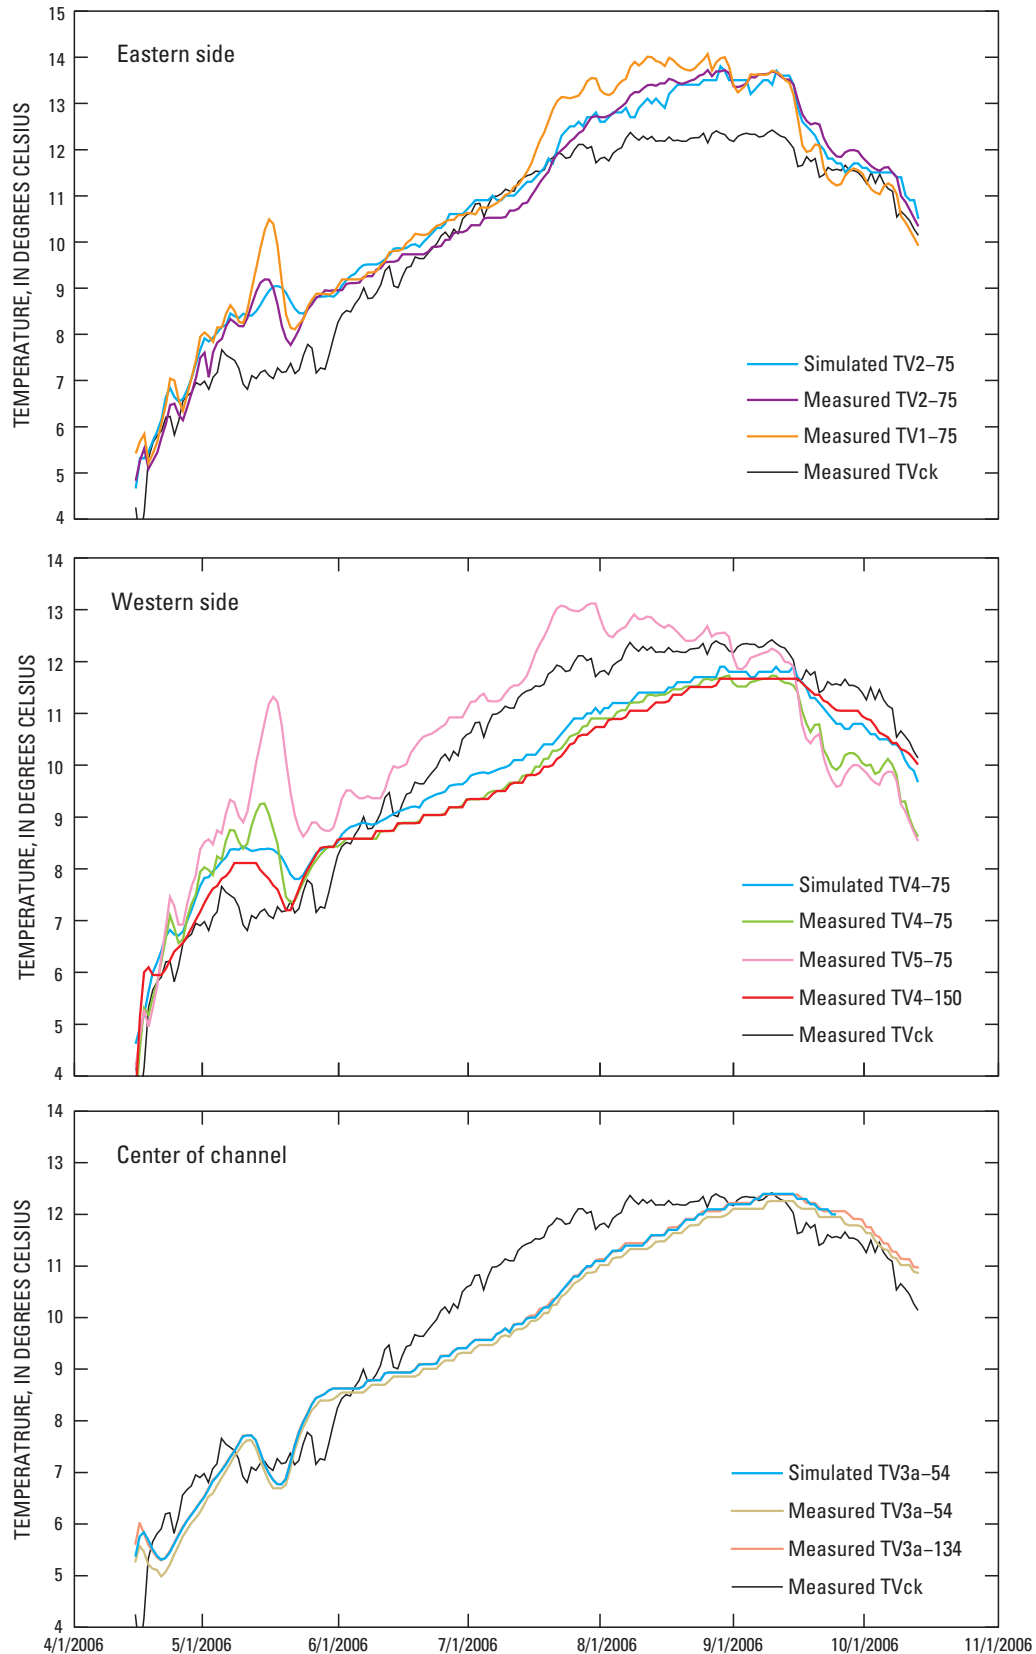 15
14
13
12
11
10
9
8
7
6
5
4
TEMPERATURE, IN DEGREES CELSIUS
Eastern side
Simulated TV2–75
Measured TV2–75
Measured TV1–75
Measured TVck
14
13
12
11
10
9
8
7
6
5
4
TEMPERATURE, IN DEGREES CELSIUS
Western side
Simulated TV4–75
Measured TV4–75
Measured TV5–75
Measured TV4–150
Measured TVck
14
13
12
11
10
9
8
7
6
5
4
TEMPERATRURE, IN DEGREES CELSIUS
Center of channel
Simulated TV3a–54
Measured TV3a–54
Measured TV3a–134
Measured TVck
4/1/2006 5/1/2006 6/1/2006 7/1/2006 8/1/2006 9/1/2006 10/1/2006 11/1/2006